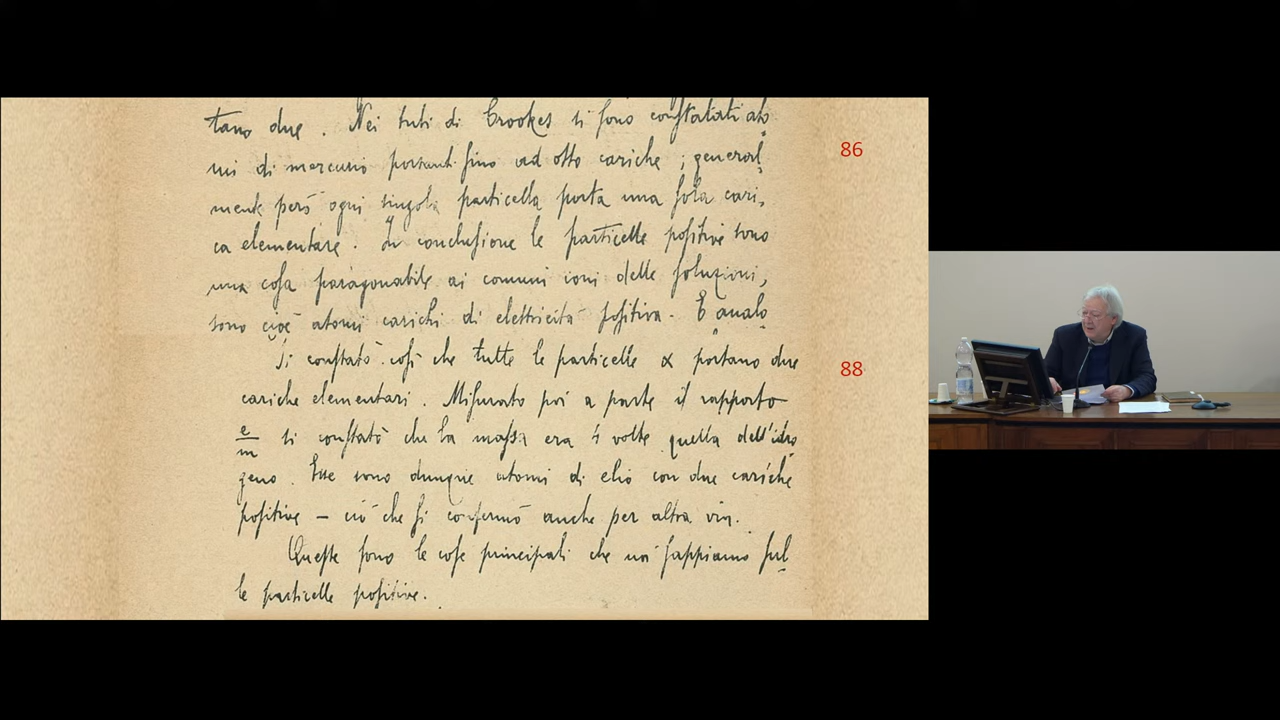 tano due. Nei tubi di Crookes si sono constatati ato
mi di mercurio portanti fino ad otto cariche; general
mente però ogni singola particella porta una sola cari,
ca elementare. In conclusione le particelle positive sono
una cosa paragonabile ai comuni ioni delle soluzioni,
sono cioè atomi carichi di elettricità positiva. È analo
86
Si constatò così che tutte le particelle α portano due
cariche elementari. Misurato poi a parte il rapporto
e/m si constatò che la massa era 4 volte quella dell'idro
geno. Esse sono dunque atomi di elio con due cariche
positive – ciò che si confermò anche per altra via.
Queste sono le cose principali che noi sappiamo sul
le particelle positive.
88